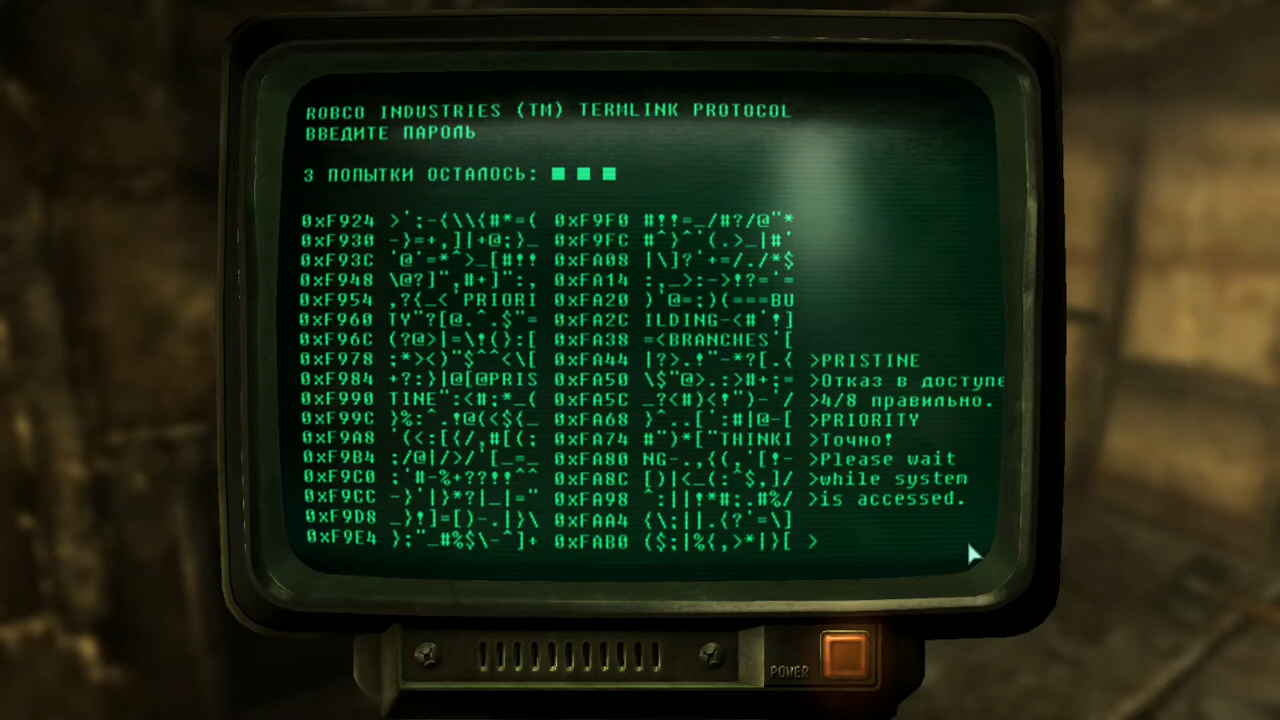 ROBCO INDUSTRIES (TM) TERMLINK PROTOCOL
ВВЕДИТЕ ПАРОЛЬ
3 ПОПЫТКИ ОСТАЛОСЬ: ■ ■ ■
0xF924 >';-{\\{#*=( 0xF9F0 #!!=_/#?/@"*
0xF930 -}=+,]|+@;}_ 0xF9FC #^}^'(.>_|#'
0xF93C '@'=*^>_[#!! 0xFA08 |\]?'+=/./*$
0xF948 \@?]",#+]":, 0xFA14 :,_>:->!?='=
0xF954 ,?{_<'PRIORI 0xFA20 )'@=;)(===BU
0xF960 TY"?[@.^.$"= 0xFA2C ILDING-<#'!]
0xF96C (?@>|=\!():[ 0xFA38 =<BRANCHES'[
0xF978 ;*><)"$^^<\[ 0xFA44 |?>.!"-*?[.{ >PRISTINE
0xF984 +?:}|@[@PRIS 0xFA50 \$"@>.:>#+;= >Отказ в доступе
0xF990 TINE":<#;*_( 0xFA5C _?<#)<!")-'/ >4/8 правильно.
0xF99C }%:^.!@(<${_ 0xFA68 }^..[':#|@-[ >PRIORITY
0xF9A8 '(<:[{/,#[(; 0xFA74 #")*["THINKI >Точно!
0xF9B4 :/@|/>/'[_=_ 0xFA80 NG-.,{(,'[!- >Please wait
0xF9C0 :'#-%+??!!^^ 0xFA8C [)|<_(:^$,]/ >while system
0xF9CC -}'|}*?|_|=" 0xFA98 ^:||!*#;.#%/ >is accessed.
0xF9D8 _}!]=[)-.|}\ 0xFAA4 {\;||.{?'=\]
0xF9E4 };"_#%$\-^]+ 0xFAB0 ($;|%{,>*|}[ >
POWER